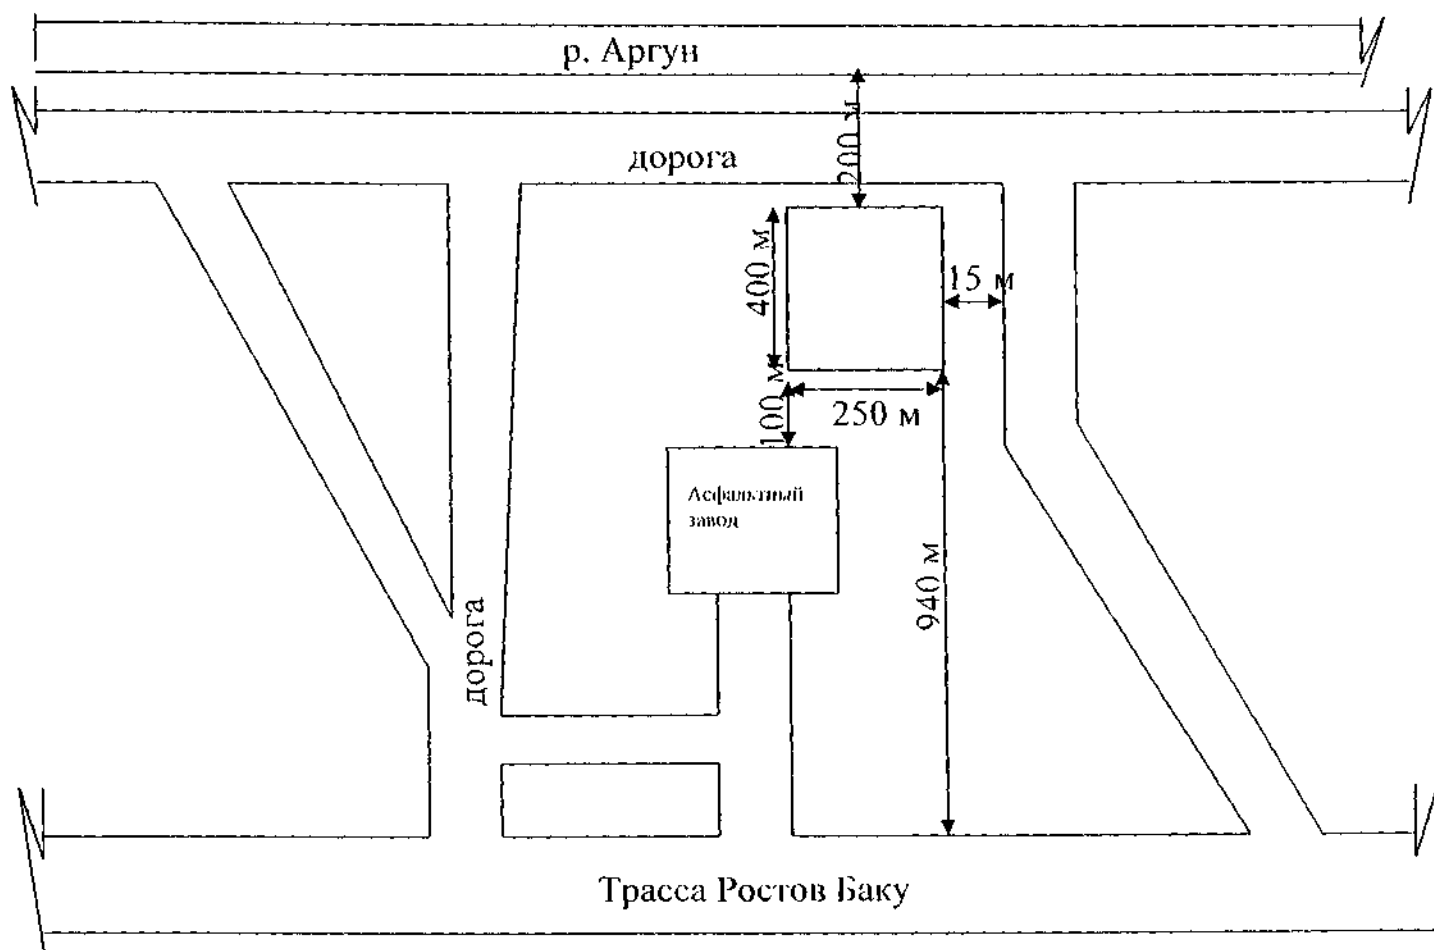 р. Аргун
200 м
дорога
400 м
15 м
100 м
250 м
Асфальтный
завод
940 м
дорога
Трасса Ростов Баку